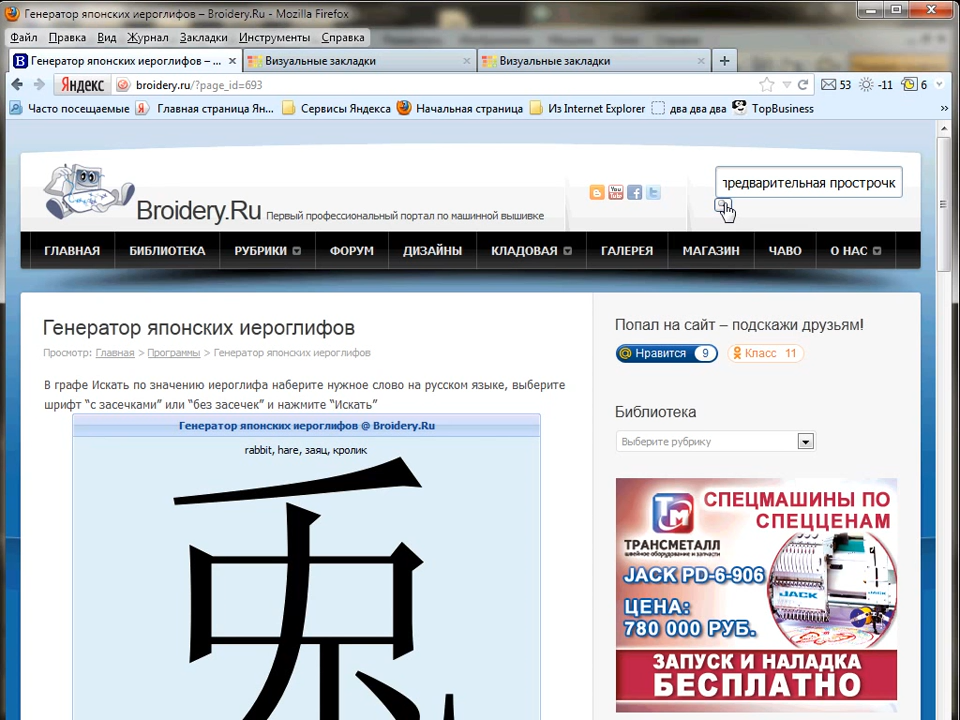 Генератор японских иероглифов – Broidery.Ru - Mozilla Firefox
Файл Правка Вид Журнал Закладки Инструменты Справка
Генератор японских иероглифов – ... Визуальные закладки Визуальные закладки
Яндекс broidery.ru/?page_id=693 53 -11 6
Часто посещаемые Главная страница Ян... Сервисы Яндекса Начальная страница Из Internet Explorer два два два TopBusiness
редварительная прострочк
Broidery.Ru Первый профессиональный портал по машинной вышивке
ГЛАВНАЯ БИБЛИОТЕКА РУБРИКИ ФОРУМ ДИЗАЙНЫ КЛАДОВАЯ ГАЛЕРЕЯ МАГАЗИН ЧАВО О НАС
Генератор японских иероглифов
Просмотр: Главная > Программы > Генератор японских иероглифов
В графе Искать по значению иероглифа наберите нужное слово на русском языке, выберите
шрифт “с засечками” или “без засечек” и нажмите “Искать”
Генератор японских иероглифов @ Broidery.Ru
rabbit, hare, заяц, кролик
Попал на сайт – подскажи друзьям!
Нравится 9 Класс 11
Библиотека
Выберите рубрику
СПЕЦМАШИНЫ ПО
СПЕЦЦЕНАМ
ТМ
ТРАНСМЕТАЛЛ
швейное оборудование и запчасти
JACK PD-6-906
JACK
ЦЕНА:
780 000 РУБ.
ЗАПУСК И НАЛАДКА
БЕСПЛАТНО